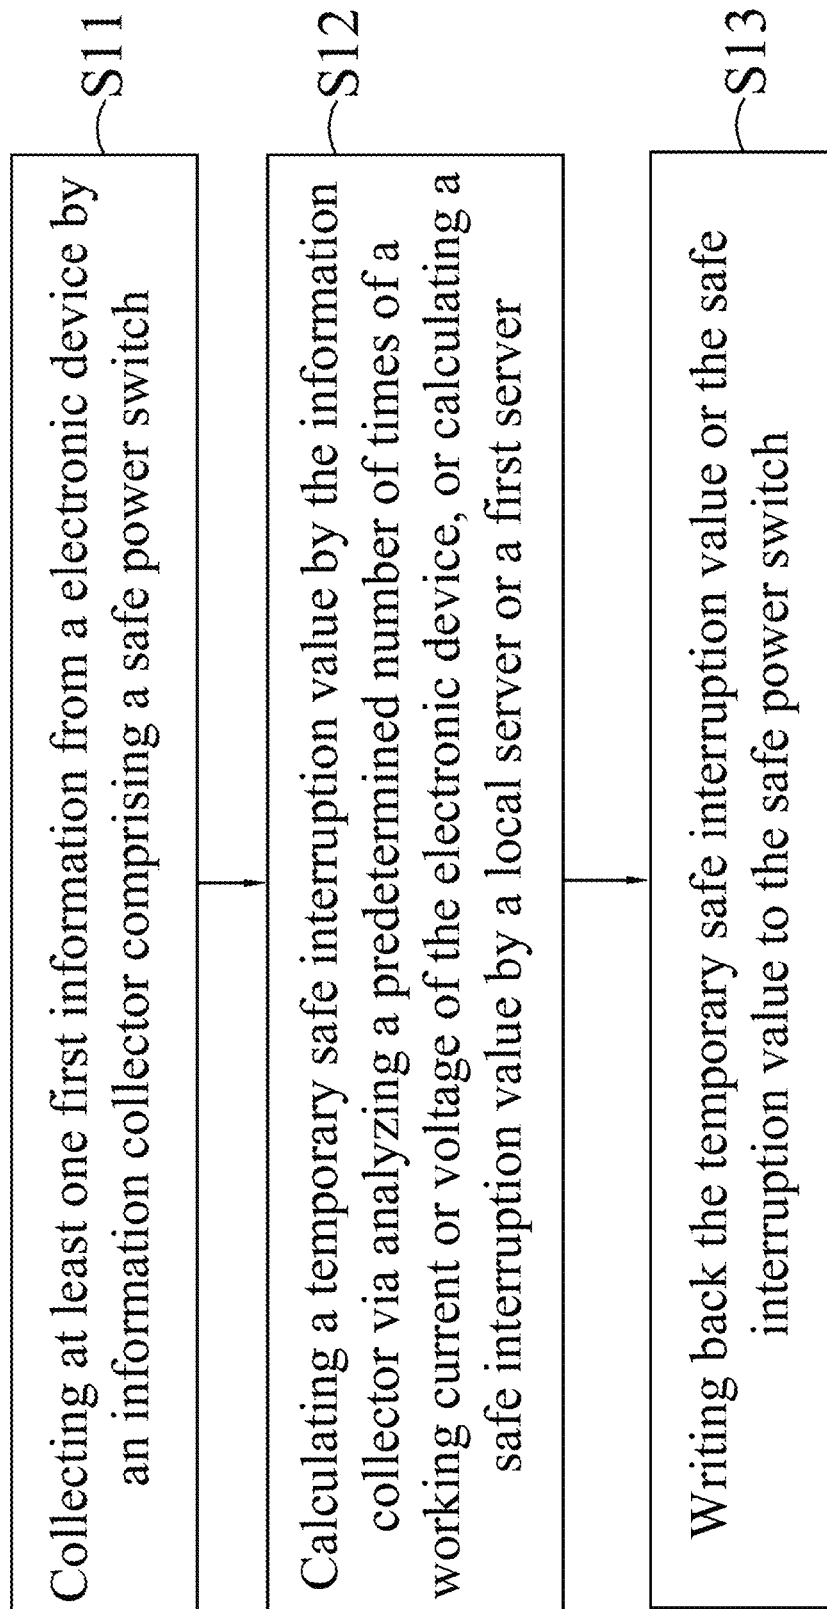 Collecting at least one first information from a electronic device by
an information collector comprising a safe power switch
S11
Calculating a temporary safe interruption value by the information
collector via analyzing a predetermined number of times of a
working current or voltage of the electronic device, or calculating a
safe interruption value by a local server or a first server
S12
Writing back the temporary safe interruption value or the safe
interruption value to the safe power switch
S13